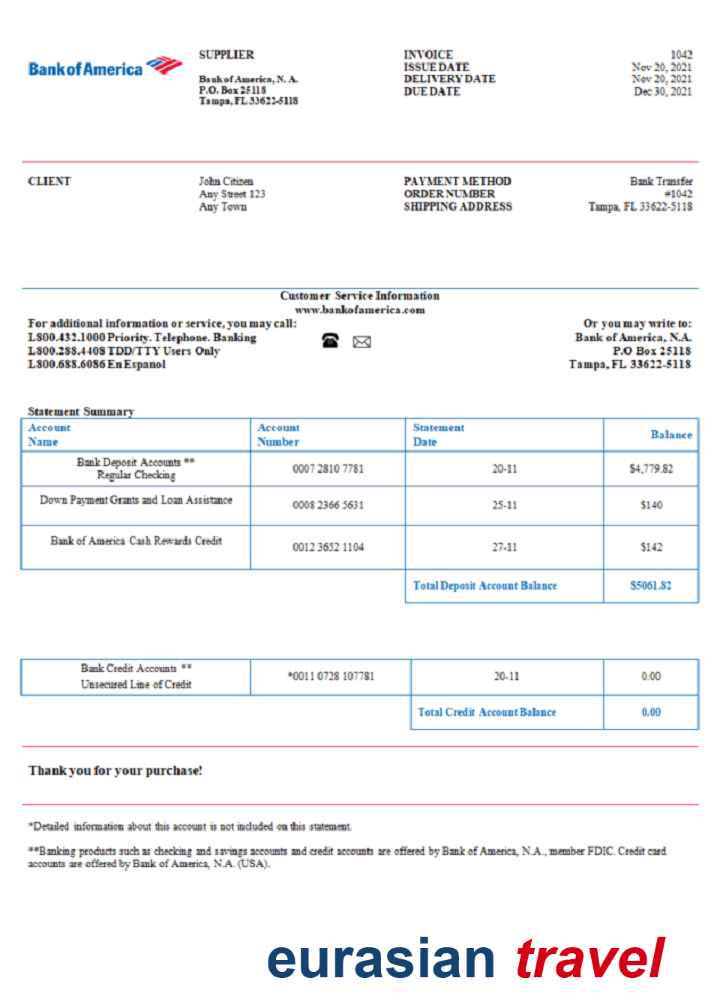 Bank of America
SUPPLIER
Bank of America, N. A.
P.O. Box 25118
Tampa, FL 33622-5118
INVOICE 1042
ISSUE DATE Nov 20, 2021
DELIVERY DATE Nov 20, 2021
DUE DATE Dec 30, 2021
CLIENT
John Citizen
Any Street 123
Any Town
PAYMENT METHOD Bank Transfer
ORDER NUMBER #1042
SHIPPING ADDRESS Tampa, FL 33622-5118
Customer Service Information
www.bankofamerica.com
For additional information or service, you may call:
L800.432.1000 Priority. Telephone. Banking
L800.288.4408 TDD/TTY Users Only
L800.688.6086 En Espanol
Or you may write to:
Bank of America, N.A.
P.O Box 25118
Tampa, FL 33622-5118
Statement Summary
Account Name Account Number Statement Date Balance
Bank Deposit Accounts **
Regular Checking 0007 2810 7781 20-11 $4,779.82
Down Payment Grants and Loan Assistance 0008 2366 5631 25-11 $140
Bank of America Cash Rewards Credit 0012 3652 1104 27-11 $142
Total Deposit Account Balance $5061.82
Bank Credit Accounts **
Unsecured Line of Credit *0011 0728 107781 20-11 0.00
Total Credit Account Balance 0.00
Thank you for your purchase!
*Detailed information about this account is not included on this statement.
**Banking products such as checking and savings accounts and credit accounts are offered by Bank of America, N.A., member FDIC. Credit card
accounts are offered by Bank of America, N.A. (USA).
eurasian travel